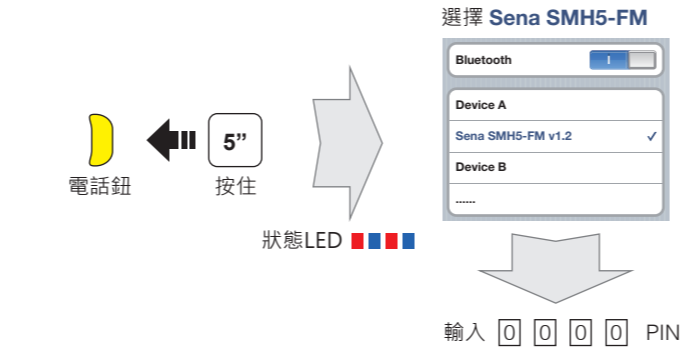 選擇 Sena SMH5-FM
Bluetooth
I
Device A
Sena SMH5-FM v1.2 ✓
Device B
......
5”
電話鈕
按住
狀態LED
輸入 0 0 0 0 PIN